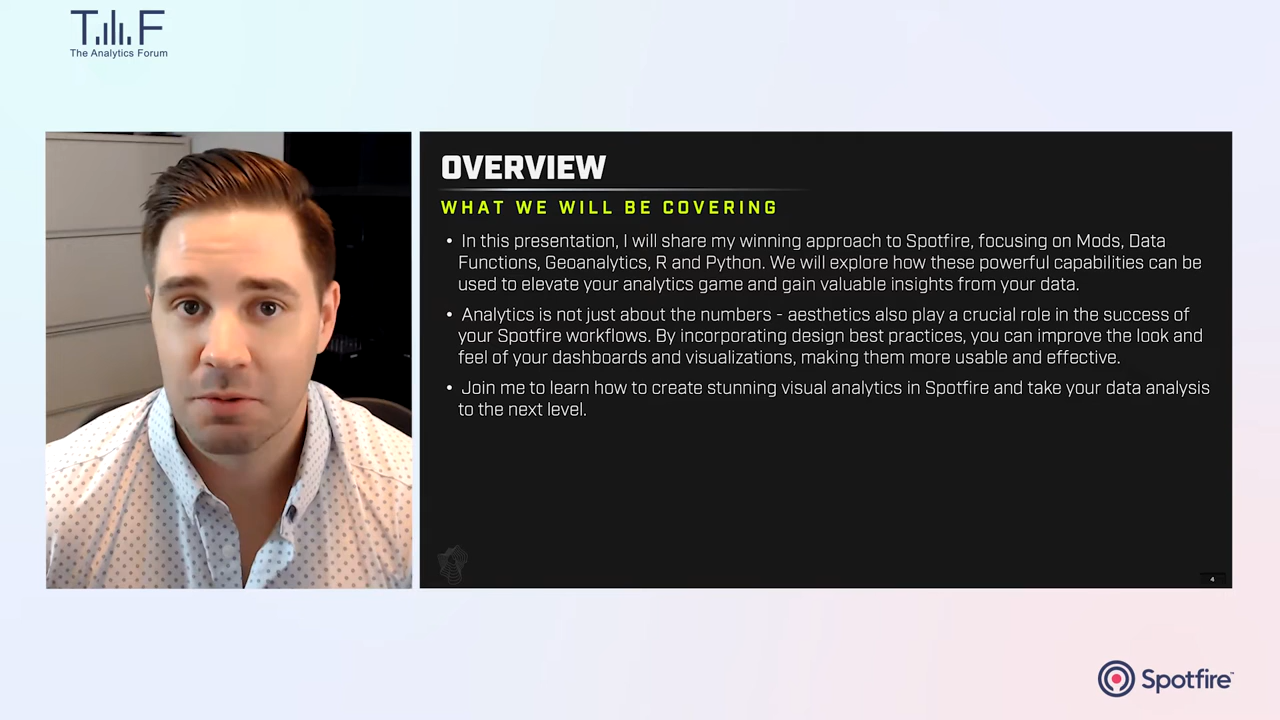 The Analytics Forum
OVERVIEW
WHAT WE WILL BE COVERING
• In this presentation, I will share my winning approach to Spotfire, focusing on Mods, Data
Functions, Geoanalytics, R and Python. We will explore how these powerful capabilities can be
used to elevate your analytics game and gain valuable insights from your data.
• Analytics is not just about the numbers - aesthetics also play a crucial role in the success of
your Spotfire workflows. By incorporating design best practices, you can improve the look and
feel of your dashboards and visualizations, making them more usable and effective.
• Join me to learn how to create stunning visual analytics in Spotfire and take your data analysis
to the next level.
4
Spotfire™